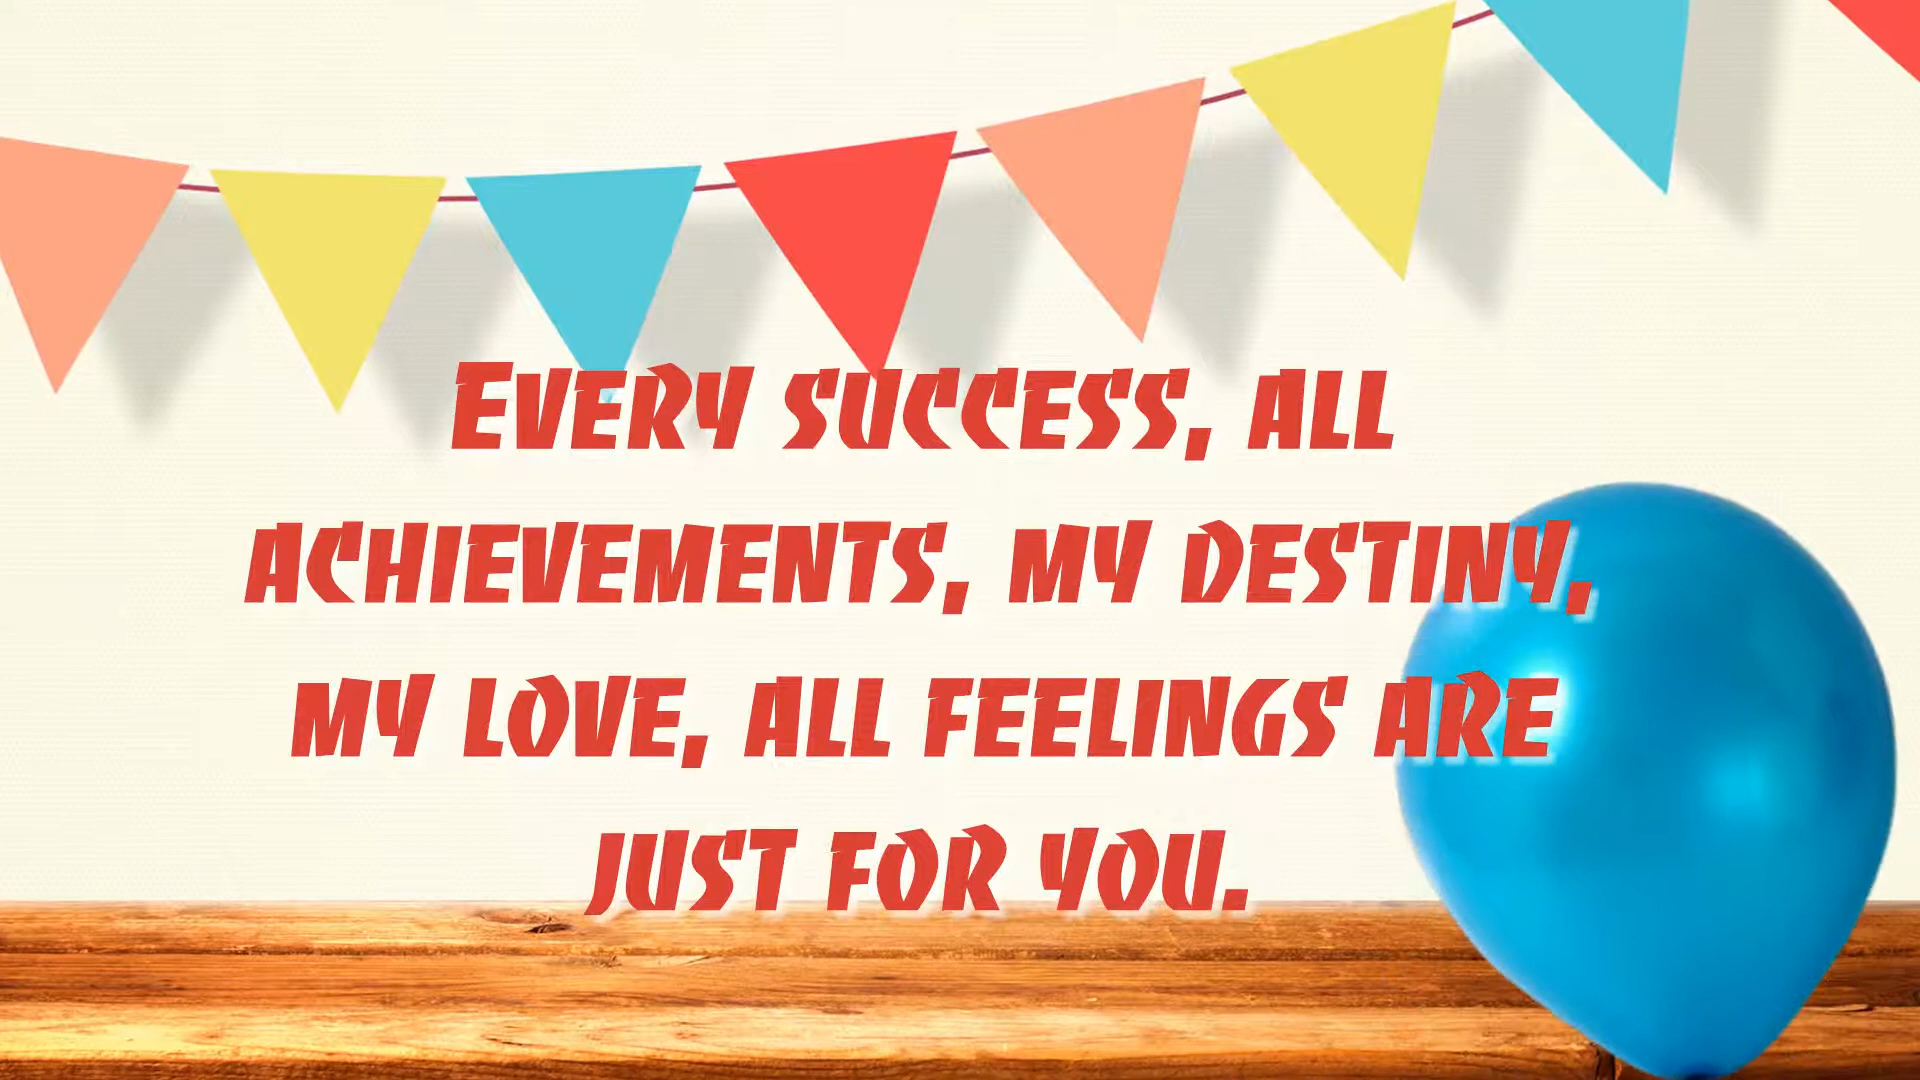 Every success, all
achievements, my destiny,
my love, all feelings are
just for you.